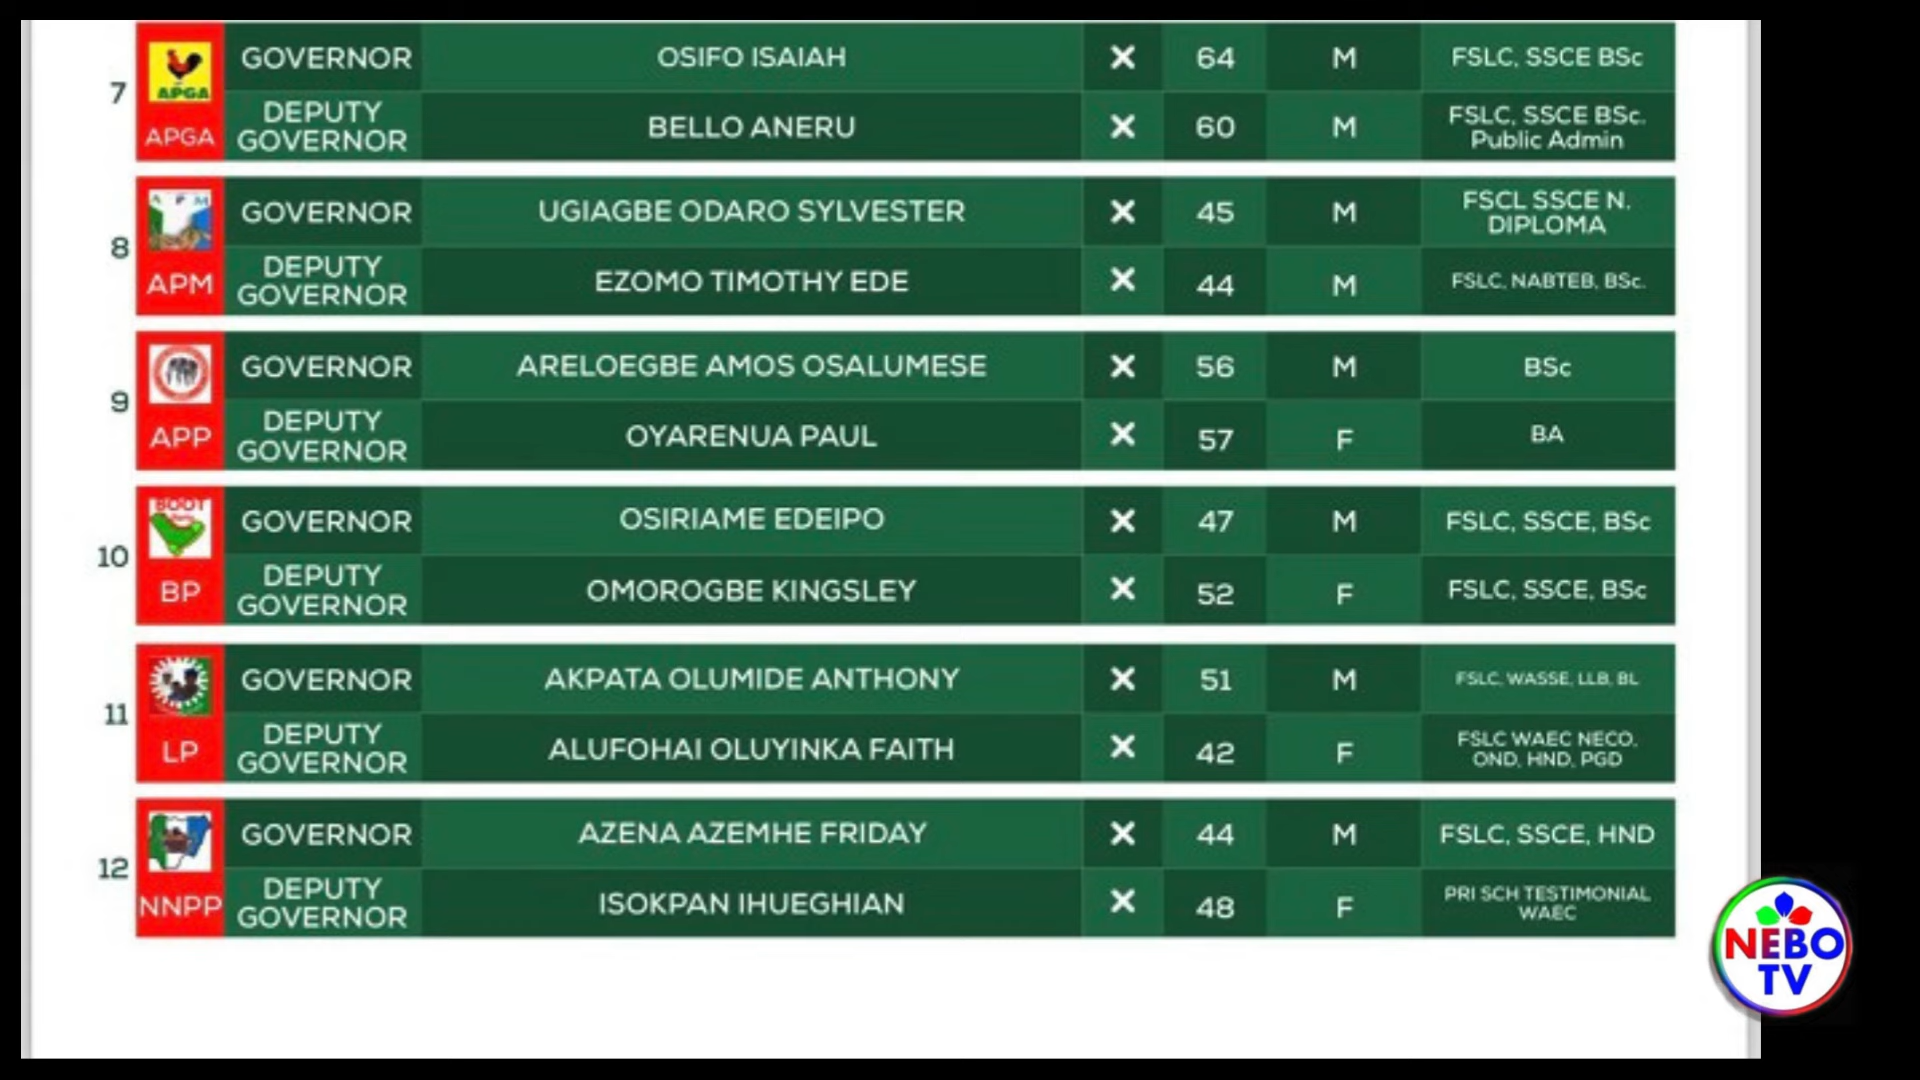 7
APGA
APGA
GOVERNOR
OSIFO ISAIAH
X
64
M
FSLC, SSCE BSc
DEPUTY
GOVERNOR
BELLO ANERU
X
60
M
FSLC, SSCE BSc.
Public Admin
8
A P M
APM
GOVERNOR
UGIAGBE ODARO SYLVESTER
X
45
M
FSCL SSCE N.
DIPLOMA
DEPUTY
GOVERNOR
EZOMO TIMOTHY EDE
X
44
M
FSLC, NABTEB, BSc.
9
APP
GOVERNOR
ARELOEGBE AMOS OSALUMESE
X
56
M
BSc
DEPUTY
GOVERNOR
OYARENUA PAUL
X
57
F
BA
10
BOOT
BP
GOVERNOR
OSIRIAME EDEIPO
X
47
M
FSLC, SSCE, BSc
DEPUTY
GOVERNOR
OMOROGBE KINGSLEY
X
52
F
FSLC, SSCE, BSc
11
LP
GOVERNOR
AKPATA OLUMIDE ANTHONY
X
51
M
FSLC, WASSE, LLB, BL
DEPUTY
GOVERNOR
ALUFOHAI OLUYINKA FAITH
X
42
F
FSLC WAEC NECO,
OND, HND, PGD
12
NNPP
GOVERNOR
AZENA AZEMHE FRIDAY
X
44
M
FSLC, SSCE, HND
DEPUTY
GOVERNOR
ISOKPAN IHUEGHIAN
X
48
F
PRI SCH TESTIMONIAL
WAEC
NEBO
TV